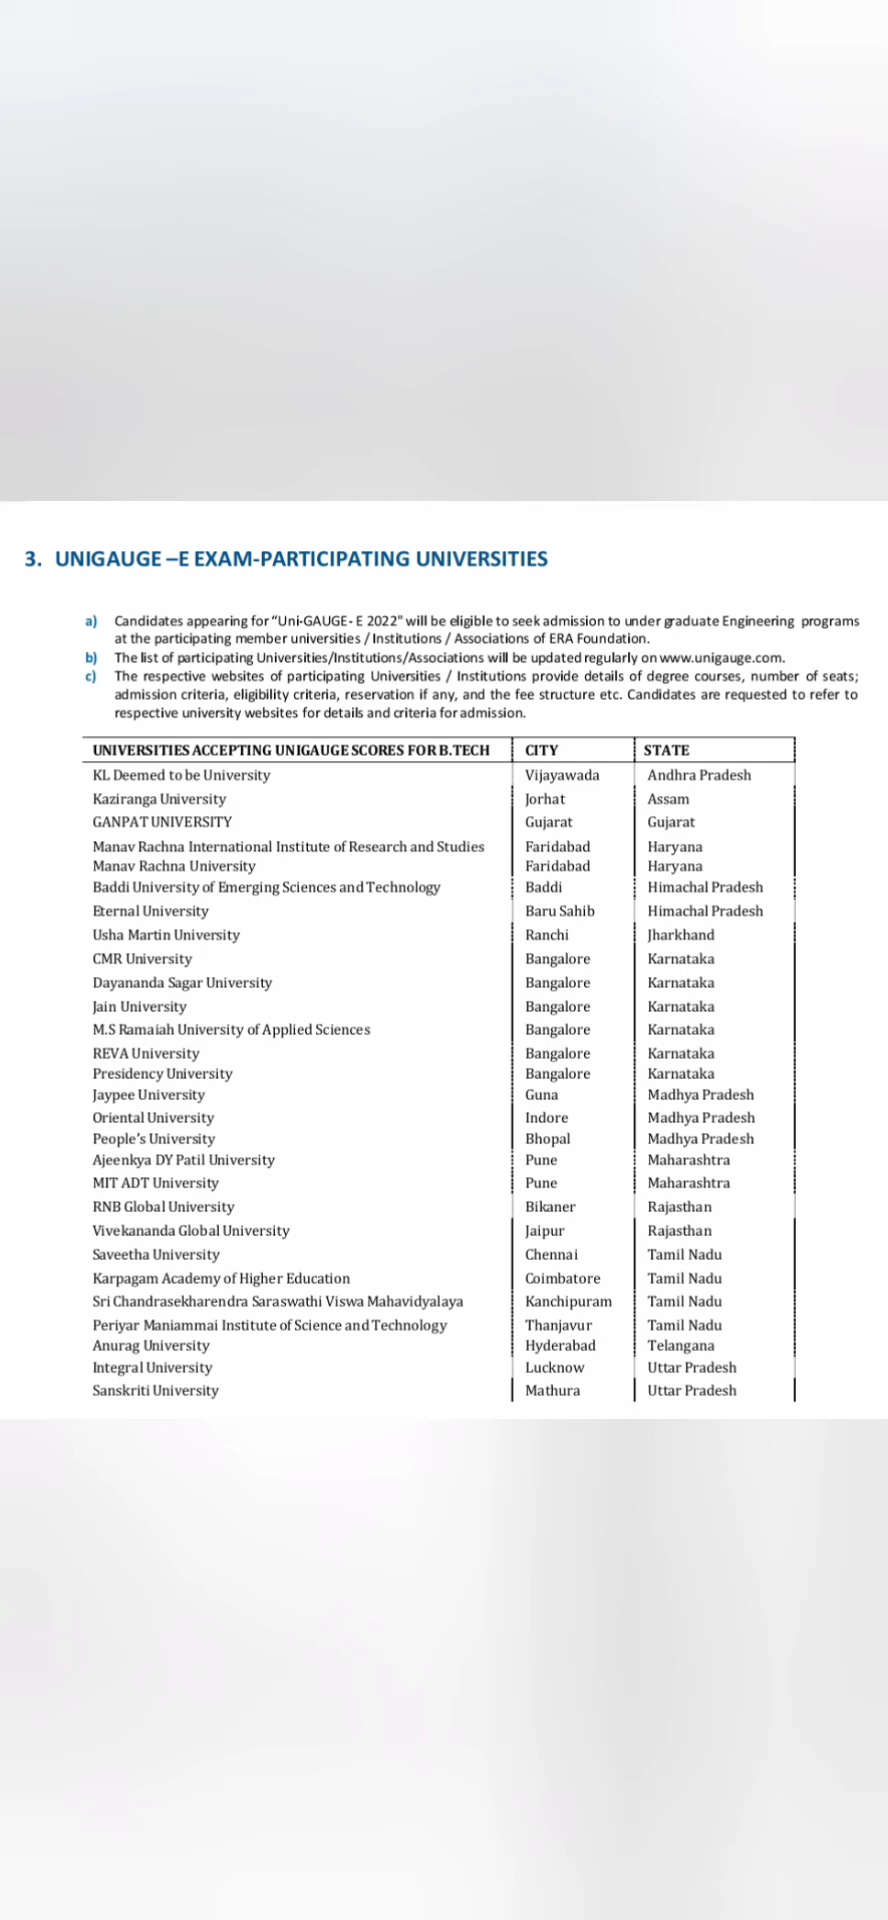 3. UNIGAUGE –E EXAM-PARTICIPATING UNIVERSITIES
a) Candidates appearing for “Uni-GAUGE- E 2022” will be eligible to seek admission to under graduate Engineering programs
at the participating member universities / Institutions / Associations of ERA Foundation.
b) The list of participating Universities/Institutions/Associations will be updated regularly on www.unigauge.com.
c) The respective websites of participating Universities / Institutions provide details of degree courses, number of seats;
admission criteria, eligibility criteria, reservation if any, and the fee structure etc. Candidates are requested to refer to
respective university websites for details and criteria for admission.
UNIVERSITIES ACCEPTING UNIGAUGE SCORES FOR B.TECH CITY STATE
KL Deemed to be University Vijayawada Andhra Pradesh
Kaziranga University Jorhat Assam
GANPAT UNIVERSITY Gujarat Gujarat
Manav Rachna International Institute of Research and Studies Faridabad Haryana
Manav Rachna University Faridabad Haryana
Baddi University of Emerging Sciences and Technology Baddi Himachal Pradesh
Eternal University Baru Sahib Himachal Pradesh
Usha Martin University Ranchi Jharkhand
CMR University Bangalore Karnataka
Dayananda Sagar University Bangalore Karnataka
Jain University Bangalore Karnataka
M.S Ramaiah University of Applied Sciences Bangalore Karnataka
REVA University Bangalore Karnataka
Presidency University Bangalore Karnataka
Jaypee University Guna Madhya Pradesh
Oriental University Indore Madhya Pradesh
People’s University Bhopal Madhya Pradesh
Ajeenkya DY Patil University Pune Maharashtra
MIT ADT University Pune Maharashtra
RNB Global University Bikaner Rajasthan
Vivekananda Global University Jaipur Rajasthan
Saveetha University Chennai Tamil Nadu
Karpagam Academy of Higher Education Coimbatore Tamil Nadu
Sri Chandrasekharendra Saraswathi Viswa Mahavidyalaya Kanchipuram Tamil Nadu
Periyar Maniammai Institute of Science and Technology Thanjavur Tamil Nadu
Anurag University Hyderabad Telangana
Integral University Lucknow Uttar Pradesh
Sanskriti University Mathura Uttar Pradesh